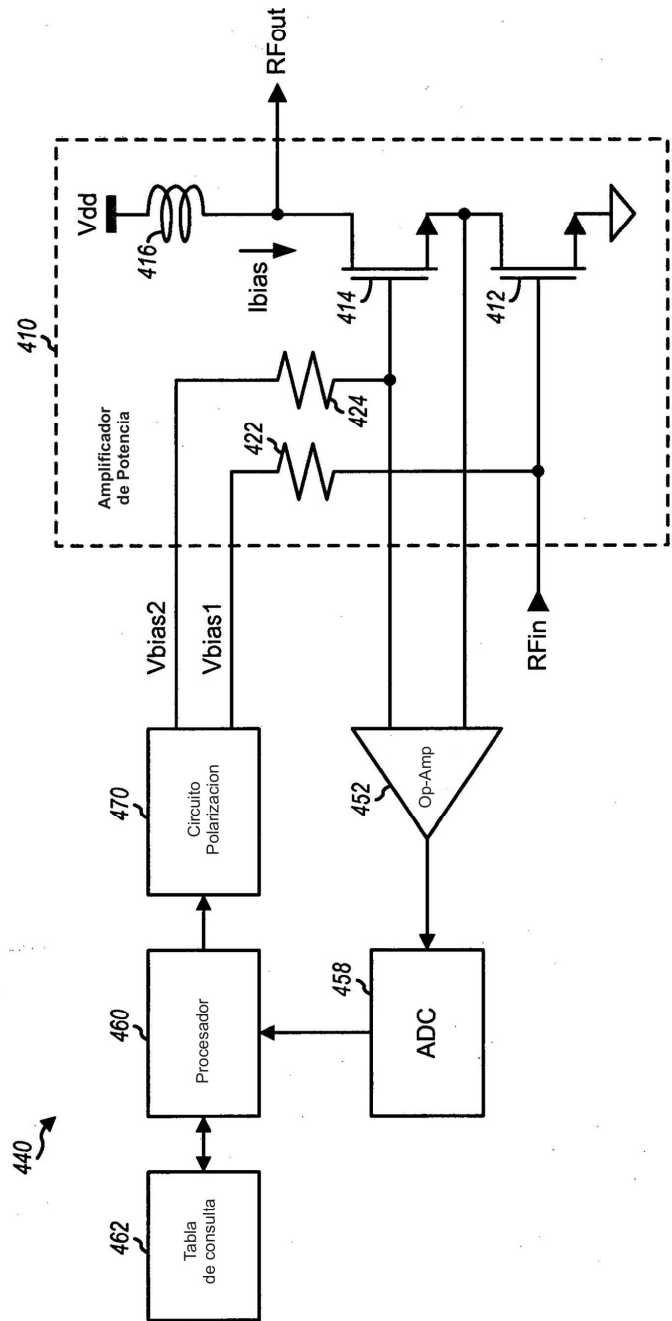 440
462
Tabla
de consulta
460
Procesador
470
Circuito
Polarizacion
458
ADC
452
Op-Amp
Vbias2
Vbias1
RFin
410
Amplificador
de Potencia
422
424
Vdd
416
Ibias
414
412
RFout